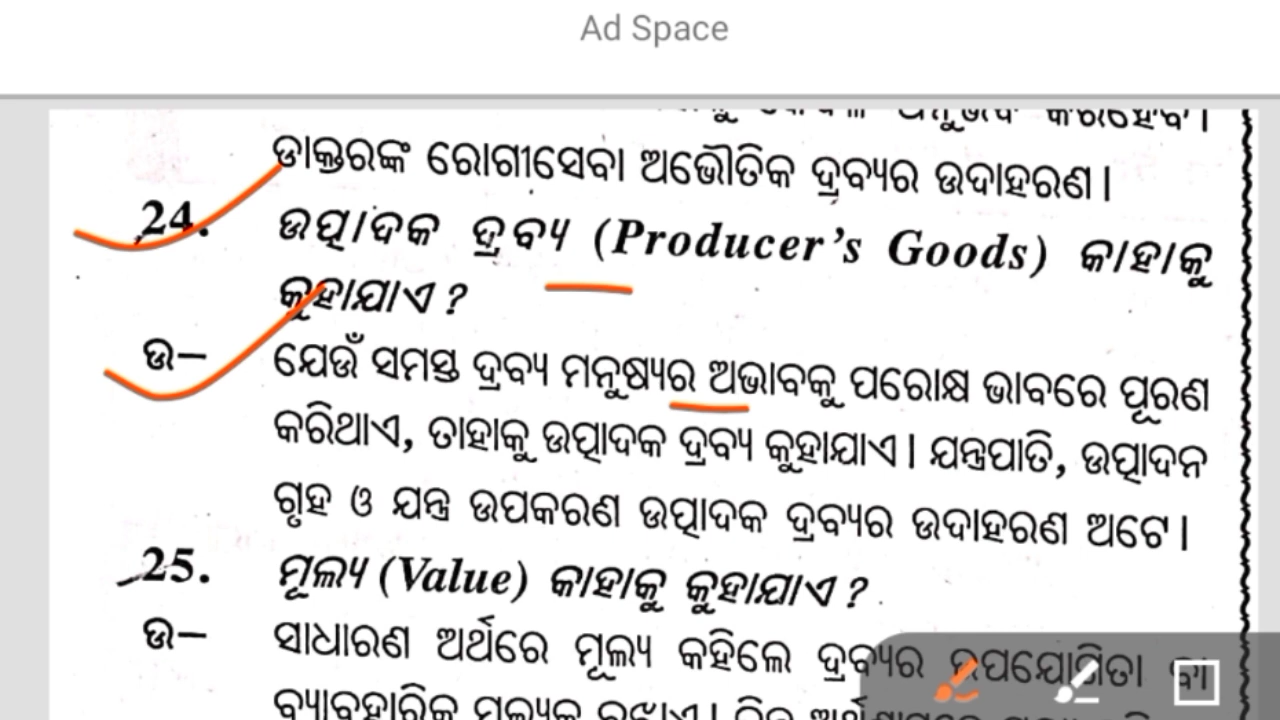 Ad Space
ଡାକ୍ତରଙ୍କ ରୋଗୀସେବା ଅଭୌତିକ ଦ୍ରବ୍ୟର ଉଦାହରଣ।
24. ଉତ୍ପାଦକ ଦ୍ରବ୍ୟ (Producer's Goods) କାହାକୁ
କୁହାଯାଏ ?
ଉ– ଯେଉଁ ସମସ୍ତ ଦ୍ରବ୍ୟ ମନୁଷ୍ୟର ଅଭାବକୁ ପରୋକ୍ଷ ଭାବରେ ପୂରଣ
କରିଥାଏ, ତାହାକୁ ଉତ୍ପାଦକ ଦ୍ରବ୍ୟ କୁହାଯାଏ। ଯନ୍ତ୍ରପାତି, ଉତ୍ପାଦନ
ଗୃହ ଓ ଯନ୍ତ୍ର ଉପକରଣ ଉତ୍ପାଦକ ଦ୍ରବ୍ୟର ଉଦାହରଣ ଅଟେ।
25. ମୂଲ୍ୟ (Value) କାହାକୁ କୁହାଯାଏ ?
ଉ– ସାଧାରଣ ଅର୍ଥରେ ମୂଲ୍ୟ କହିଲେ ଦ୍ରବ୍ୟର ଉପଯୋଗିତା ବା